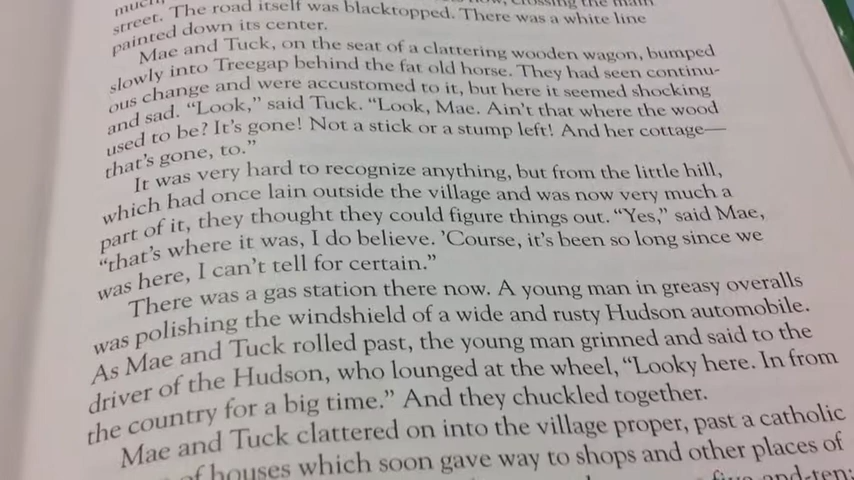 much
street. The road itself was blacktopped. There was a white line
painted down its center.
Mae and Tuck, on the seat of a clattering wooden wagon, bumped
slowly into Treegap behind the fat old horse. They had seen continu-
ous change and were accustomed to it, but here it seemed shocking
and sad. “Look,” said Tuck. “Look, Mae. Ain't that where the wood
used to be? It's gone! Not a stick or a stump left! And her cottage—
that's gone, to.”
It was very hard to recognize anything, but from the little hill,
which had once lain outside the village and was now very much a
part of it, they thought they could figure things out. “Yes,” said Mae,
“that's where it was, I do believe. 'Course, it's been so long since we
was here, I can't tell for certain.”
There was a gas station there now. A young man in greasy overalls
was polishing the windshield of a wide and rusty Hudson automobile.
As Mae and Tuck rolled past, the young man grinned and said to the
driver of the Hudson, who lounged at the wheel, “Looky here. In from
the country for a big time.” And they chuckled together.
Mae and Tuck clattered on into the village proper, past a catholic
of houses which soon gave way to shops and other places of
five-and-ten;